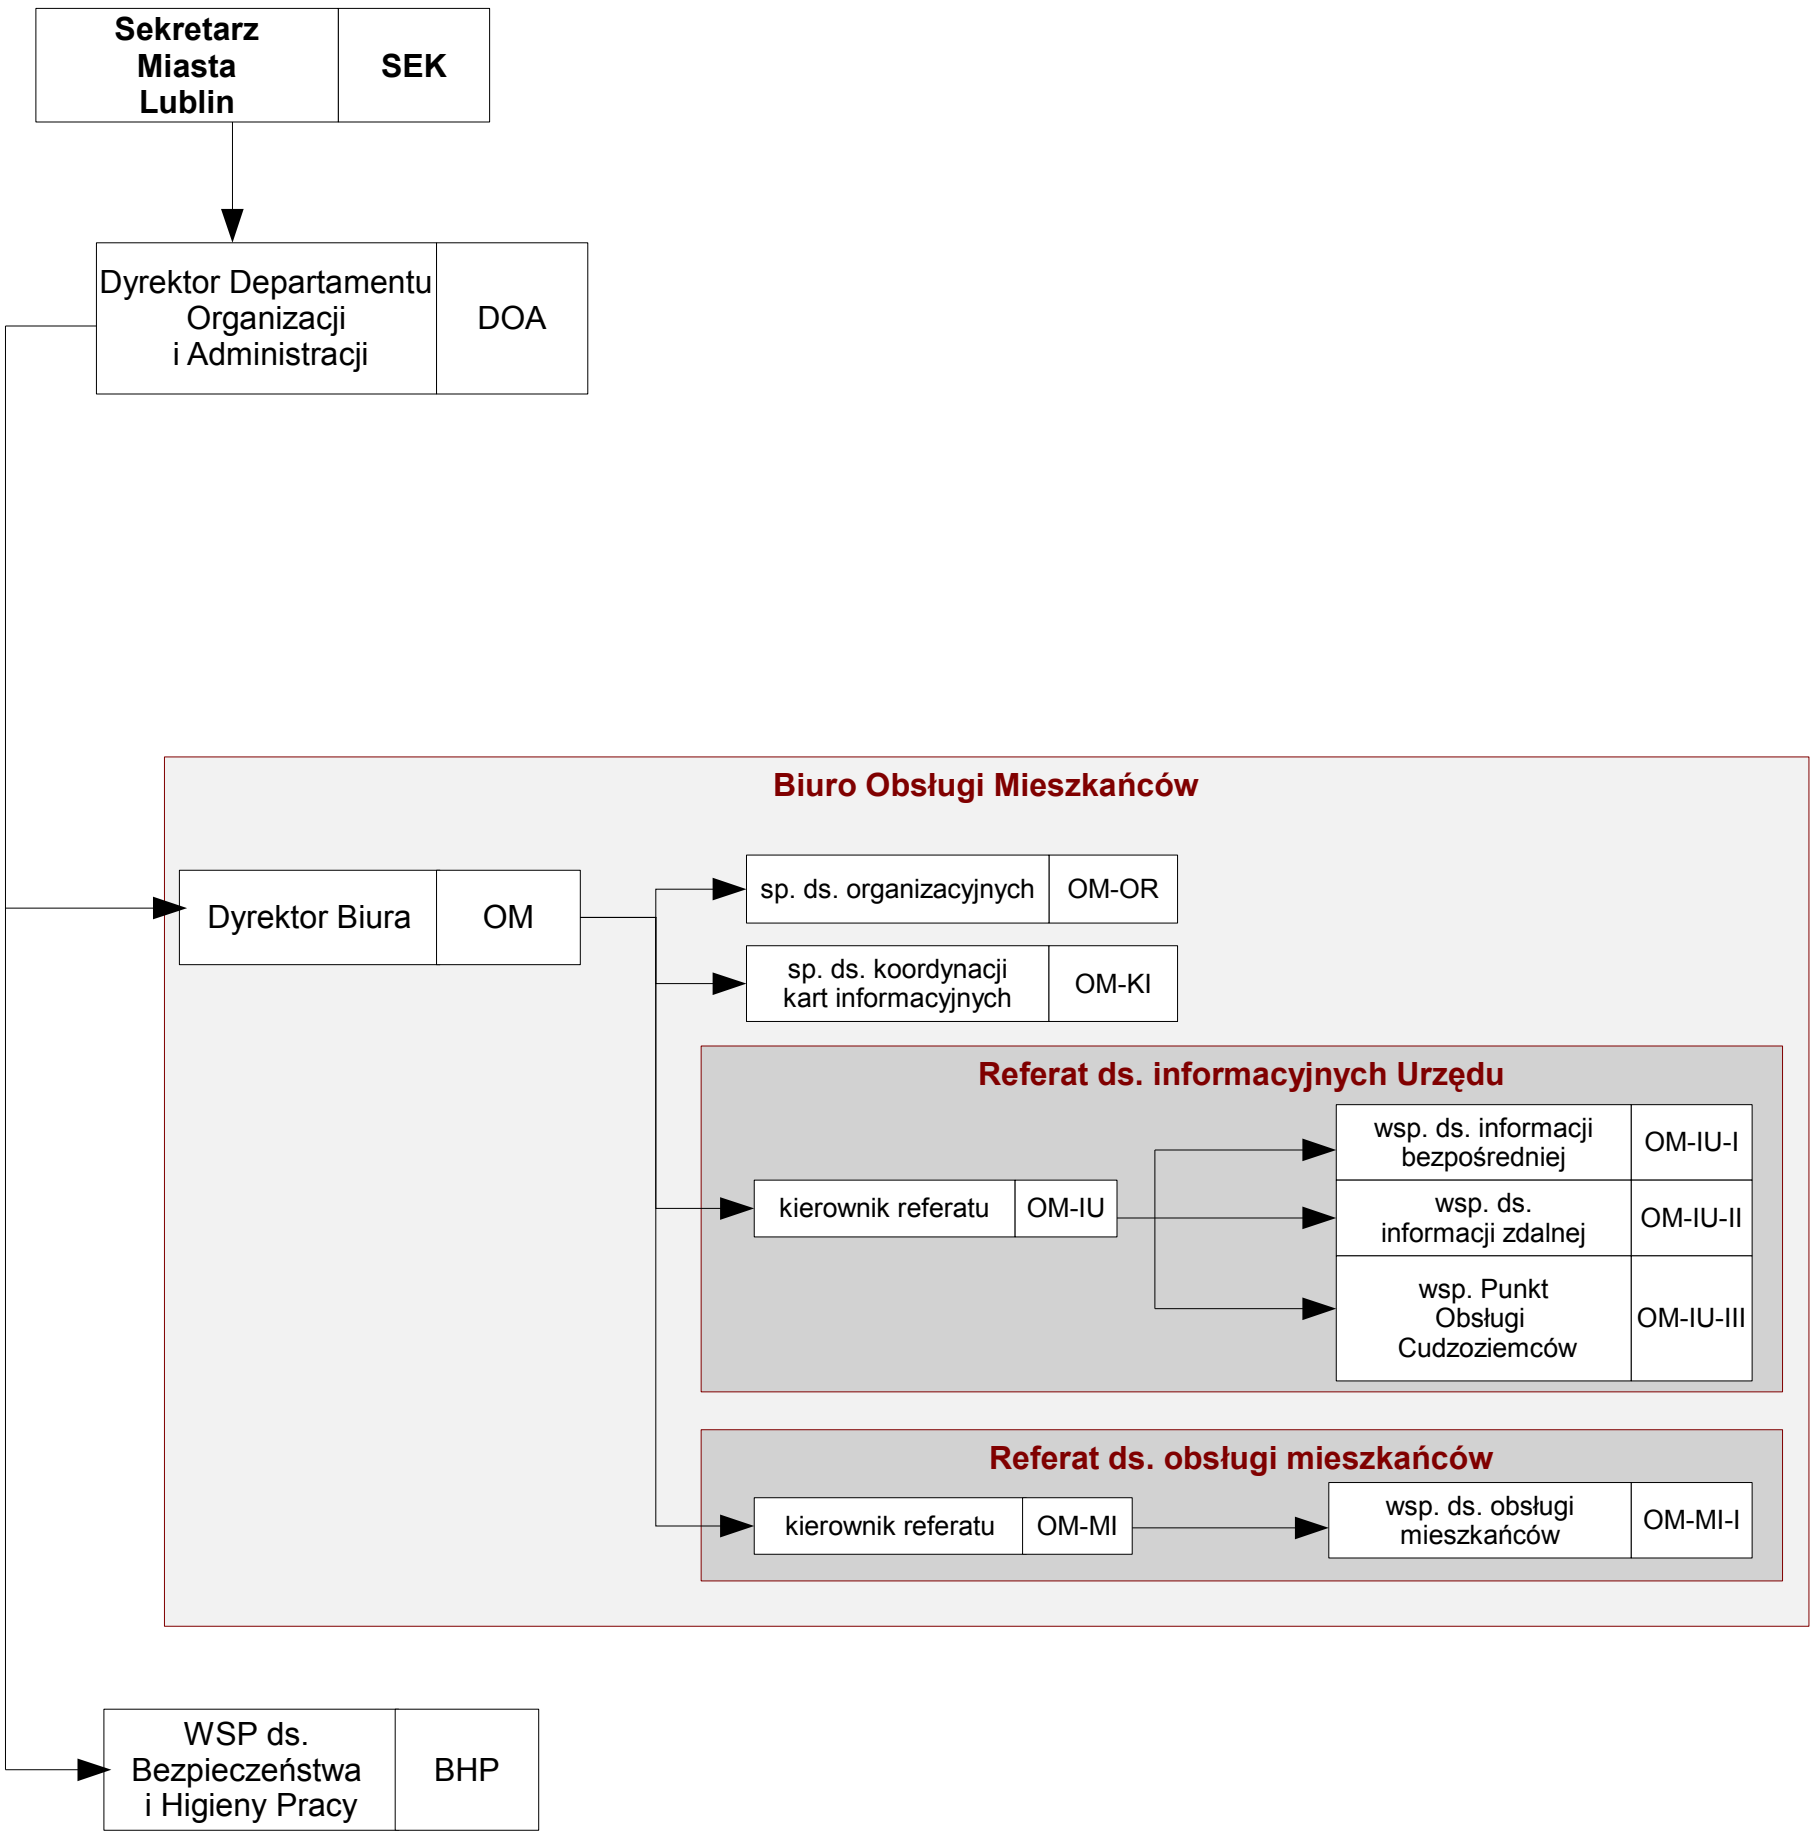 Sekretarz
Miasta
Lublin
SEK
Dyrektor Departamentu
Organizacji
i Administracji
DOA
Biuro Obsługi Mieszkańców
Dyrektor Biura
OM
sp. ds. organizacyjnych
OM-OR
sp. ds. koordynacji
kart informacyjnych
OM-KI
Referat ds. informacyjnych Urzędu
kierownik referatu
OM-IU
wsp. ds. informacji
bezpośredniej
OM-IU-I
wsp. ds.
informacji zdalnej
OM-IU-II
wsp. Punkt
Obsługi
Cudzoziemców
OM-IU-III
Referat ds. obsługi mieszkańców
kierownik referatu
OM-MI
wsp. ds. obsługi
mieszkańców
OM-MI-I
WSP ds.
Bezpieczeństwa
i Higieny Pracy
BHP